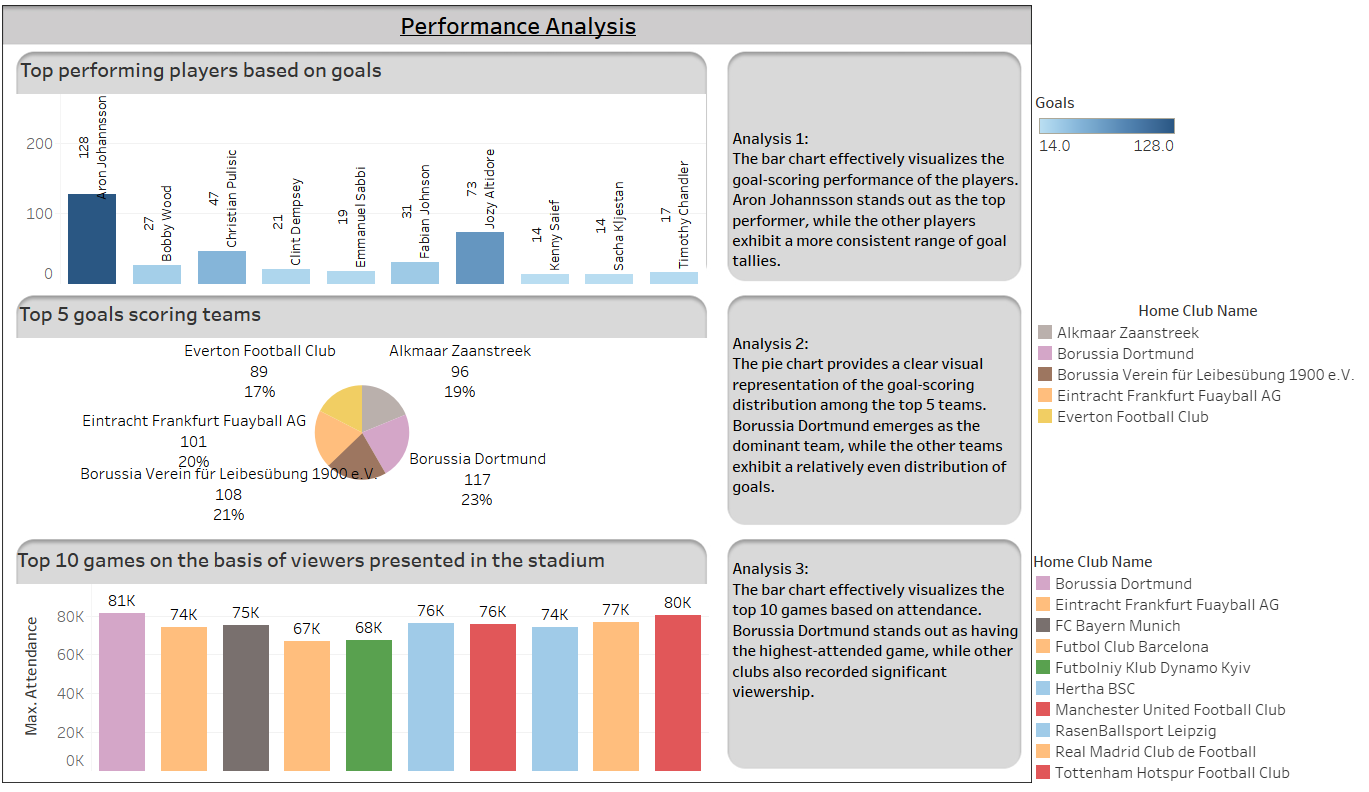 Performance Analysis
Top performing players based on goals
200
100
0
128
Aron Johannsson
27
Bobby Wood
47
Christian Pulisic
21
Clint Dempsey
19
Emmanuel Sabbi
31
Fabian Johnson
73
Jozy Altidore
14
Kenny Saief
14
Sacha Kljestan
17
Timothy Chandler
Analysis 1:
The bar chart effectively visualizes the
goal-scoring performance of the players.
Aron Johannsson stands out as the top
performer, while the other players
exhibit a more consistent range of goal
tallies.
Goals
14.0 128.0
Top 5 goals scoring teams
Everton Football Club
89
17%
Alkmaar Zaanstreek
96
19%
Eintracht Frankfurt Fuayball AG
101
20%
Borussia Dortmund
117
23%
Borussia Verein für Leibesübung 1900 e.V.
108
21%
Analysis 2:
The pie chart provides a clear visual
representation of the goal-scoring
distribution among the top 5 teams.
Borussia Dortmund emerges as the
dominant team, while the other teams
exhibit a relatively even distribution of
goals.
Home Club Name
Alkmaar Zaanstreek
Borussia Dortmund
Borussia Verein für Leibesübung 1900 e.V.
Eintracht Frankfurt Fuayball AG
Everton Football Club
Top 10 games on the basis of viewers presented in the stadium
Max. Attendance
80K
60K
40K
20K
0K
81K
74K
75K
67K
68K
76K
76K
74K
77K
80K
Analysis 3:
The bar chart effectively visualizes the
top 10 games based on attendance.
Borussia Dortmund stands out as having
the highest-attended game, while other
clubs also recorded significant
viewership.
Home Club Name
Borussia Dortmund
Eintracht Frankfurt Fuayball AG
FC Bayern Munich
Futbol Club Barcelona
Futbolniy Klub Dynamo Kyiv
Hertha BSC
Manchester United Football Club
RasenBallsport Leipzig
Real Madrid Club de Football
Tottenham Hotspur Football Club